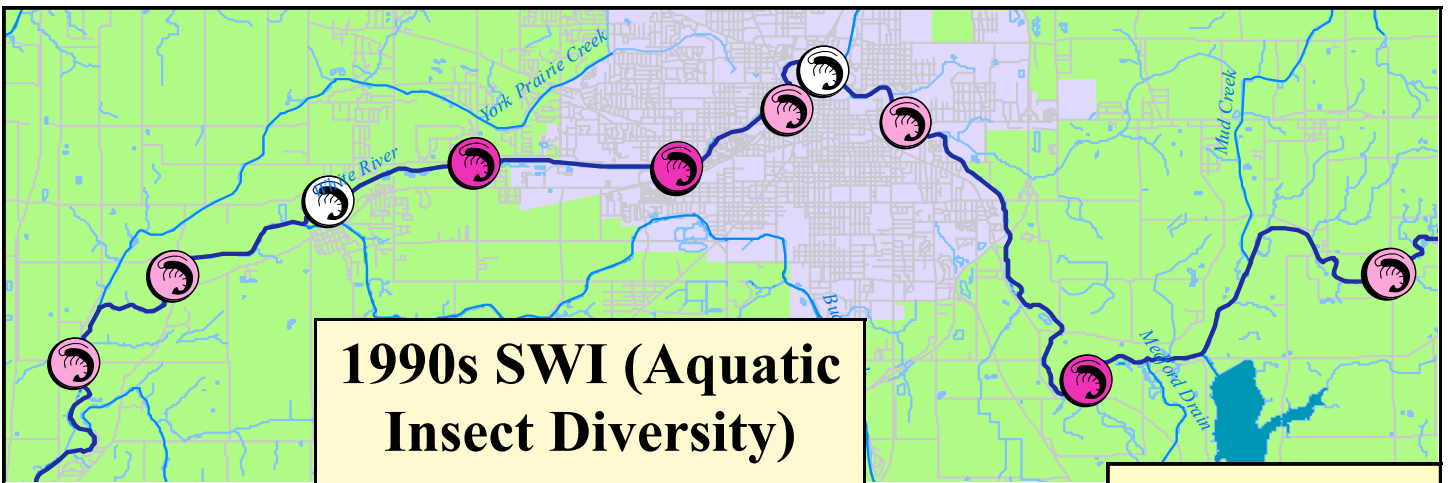 York Prairie Creek
Mud Creek
White River
Medford Drain
1990s SWI (Aquatic
Insect Diversity)